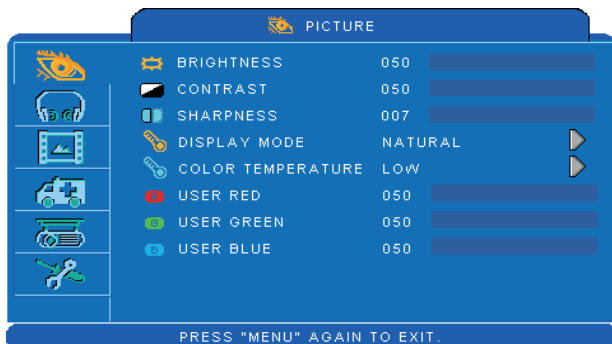 PICTURE
BRIGHTNESS 050
CONTRAST 050
SHARPNESS 007
DISPLAY MODE NATURAL
COLOR TEMPERATURE LOW
R USER RED 050
G USER GREEN 050
B USER BLUE 050
PRESS "MENU" AGAIN TO EXIT.